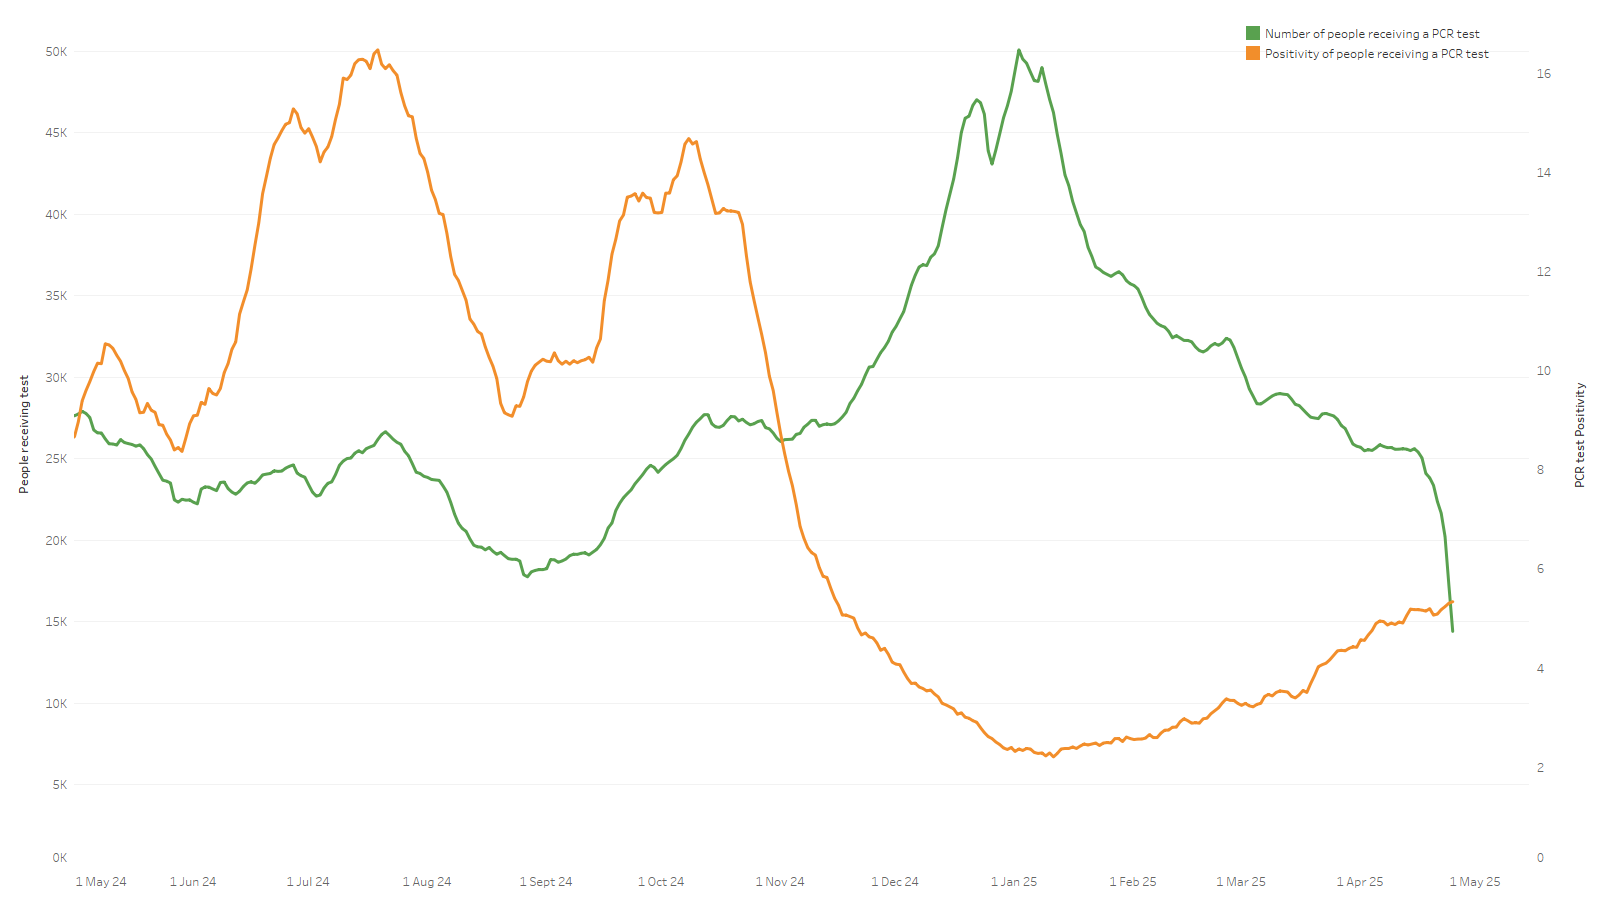 Number of people receiving a PCR test
Positivity of people receiving a PCR test
50K
45K
40K
35K
30K
25K
20K
15K
10K
5K
0K
People receiving test
16
14
12
10
8
6
4
2
0
PCR test Positivity
1 May 24
1 Jun 24
1 Jul 24
1 Aug 24
1 Sept 24
1 Oct 24
1 Nov 24
1 Dec 24
1 Jan 25
1 Feb 25
1 Mar 25
1 Apr 25
1 May 25